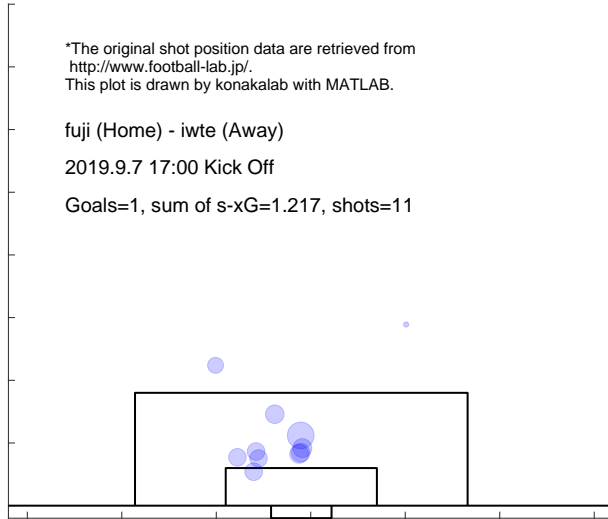 *The original shot position data are retrieved from
http://www.football-lab.jp/.
This plot is drawn by konakalab with MATLAB.
fuji (Home) - iwte (Away)
2019.9.7 17:00 Kick Off
Goals=1, sum of s-xG=1.217, shots=11